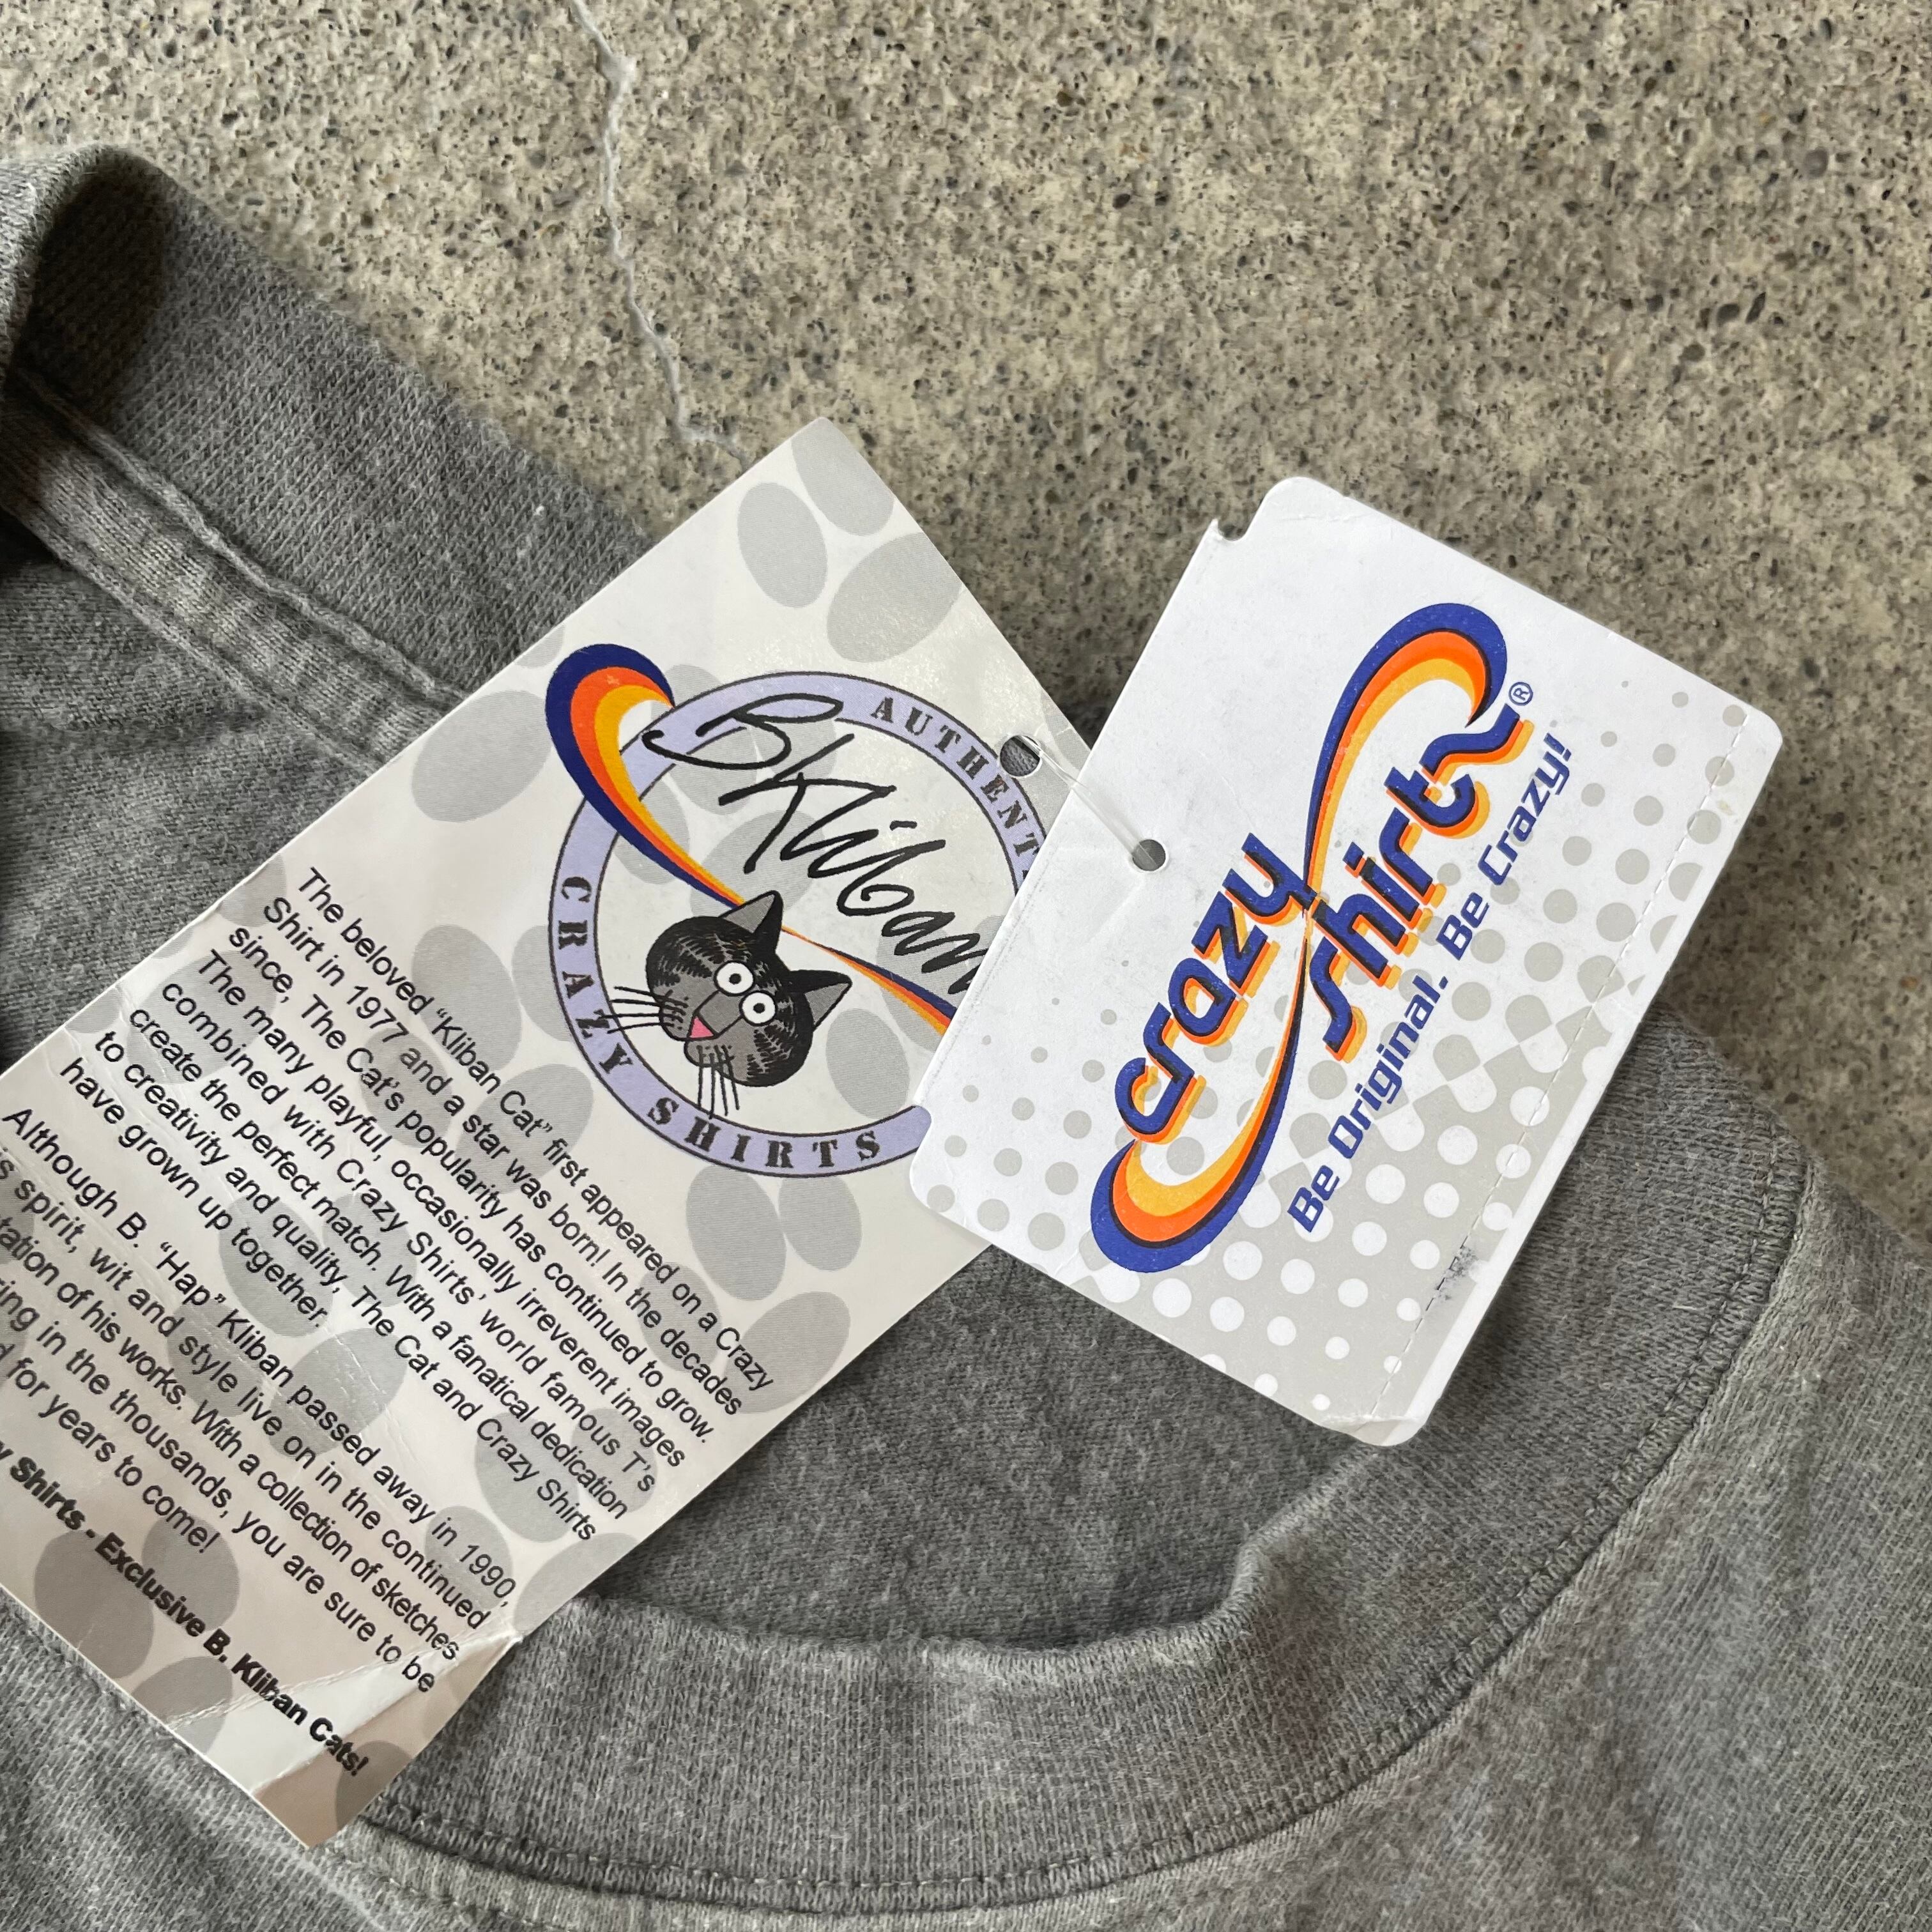 BKliban
AUTHENT
CRAZY SHIRTS
The beloved “Kliban Cat” first appeared on a Crazy
Shirt in 1977 and a star was born! In the decades
since, The Cat's popularity has continued to grow.
The many playful, occasionally irreverent images
combined with Crazy Shirts' world famous T's
create the perfect match. With a fanatical dedication
to creativity and quality, The Cat and Crazy Shirts
have grown up together.
Although B. “Hap” Kliban passed away in 1990,
spirit, wit and style live on in the continued
of his works. With a collection of sketches
in the thousands, you are sure to be
for years to come!
Shirts - Exclusive B. Kliban Cats!
crazy
shirts®
Be Original. Be Crazy!